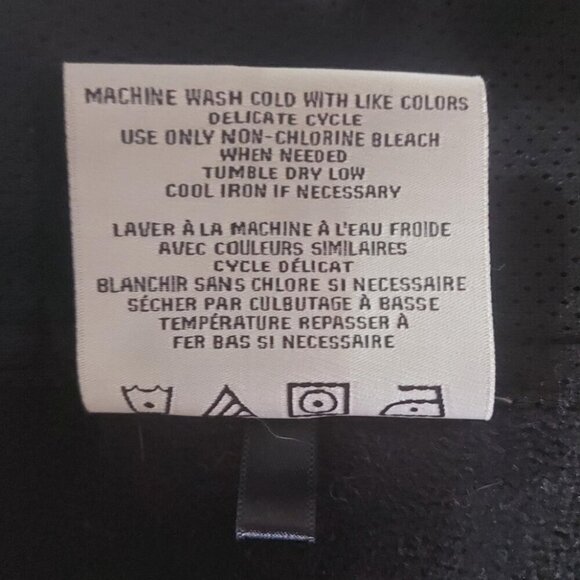 MACHINE WASH COLD WITH LIKE COLORS
DELICATE CYCLE
USE ONLY NON-CHLORINE BLEACH
WHEN NEEDED
TUMBLE DRY LOW
COOL IRON IF NECESSARY
LAVER À LA MACHINE À L'EAU FROIDE
AVEC COULEURS SIMILAIRES
CYCLE DÉLICAT
BLANCHIR SANS CHLORE SI NECESSAIRE
SÉCHER PAR CULBUTAGE À BASSE
TEMPÉRATURE REPASSER À
FER BAS SI NECESSAIRE